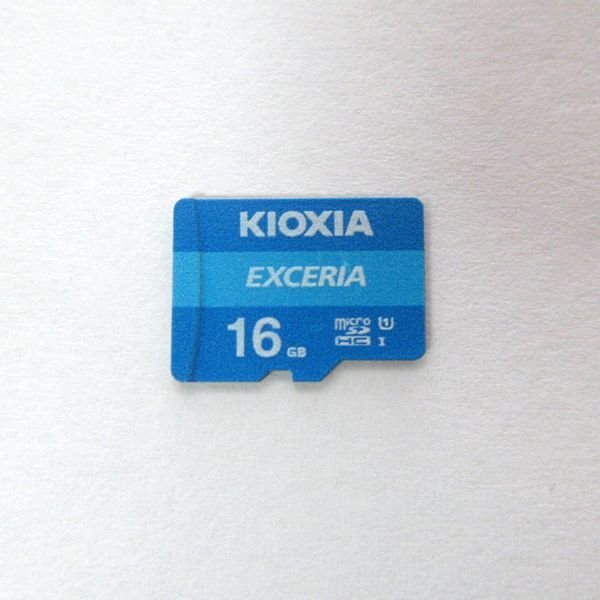 KIOXIA
EXCERIA
16 GB
micro
SD
HC I
U1